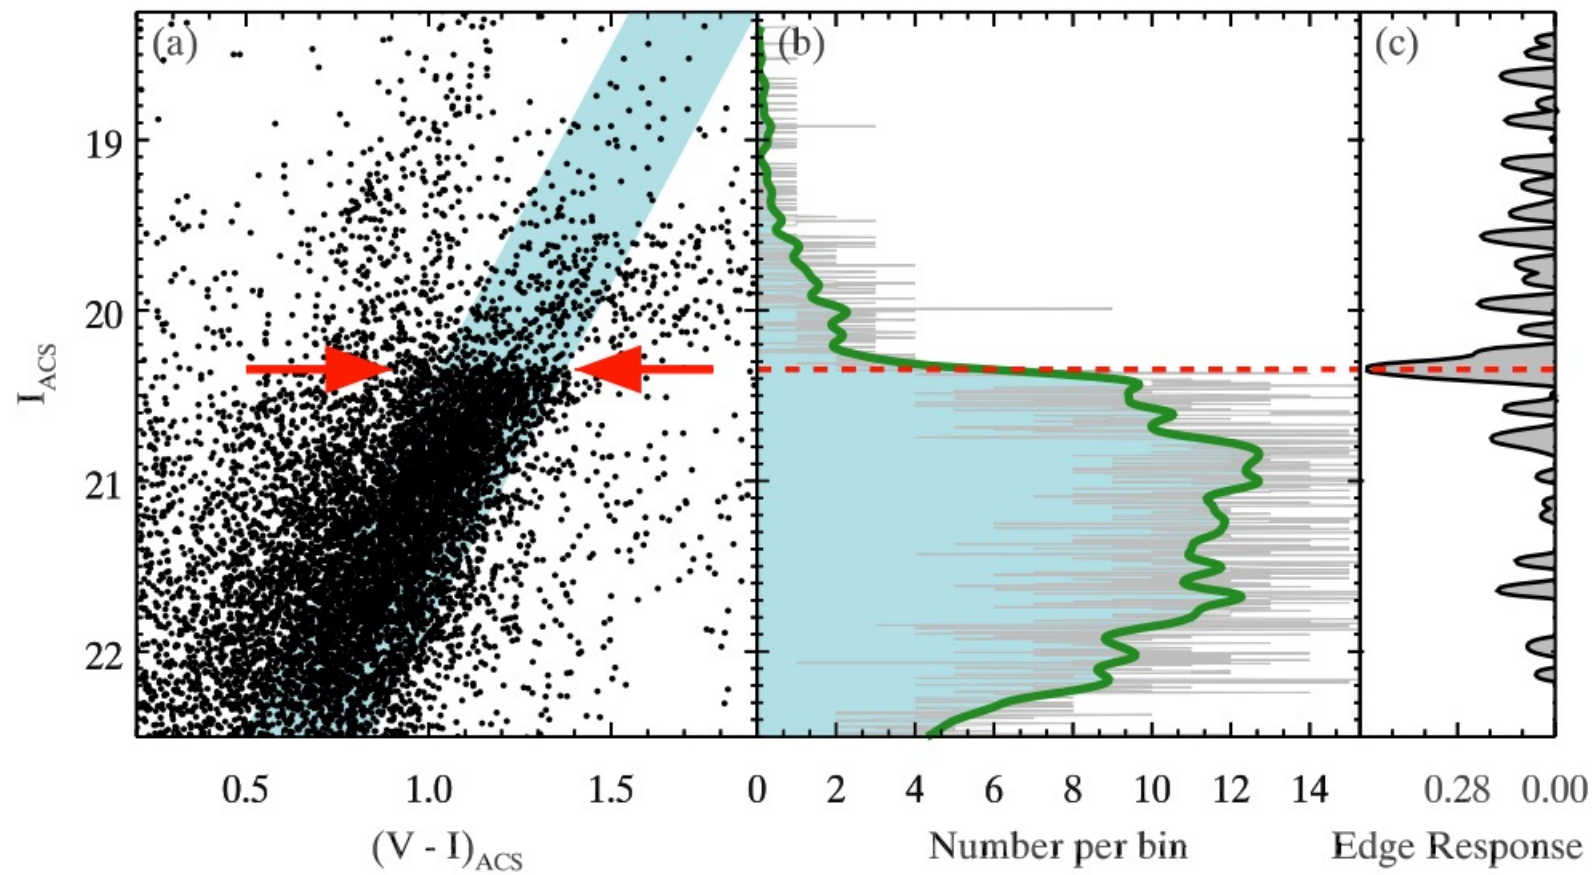 (a)
(b)
(c)
19
20
21
22
I_ACS
0.5 1.0 1.5 0 2 4 6 8 10 12 14 0.28 0.00
(V - I)_ACS Number per bin Edge Response